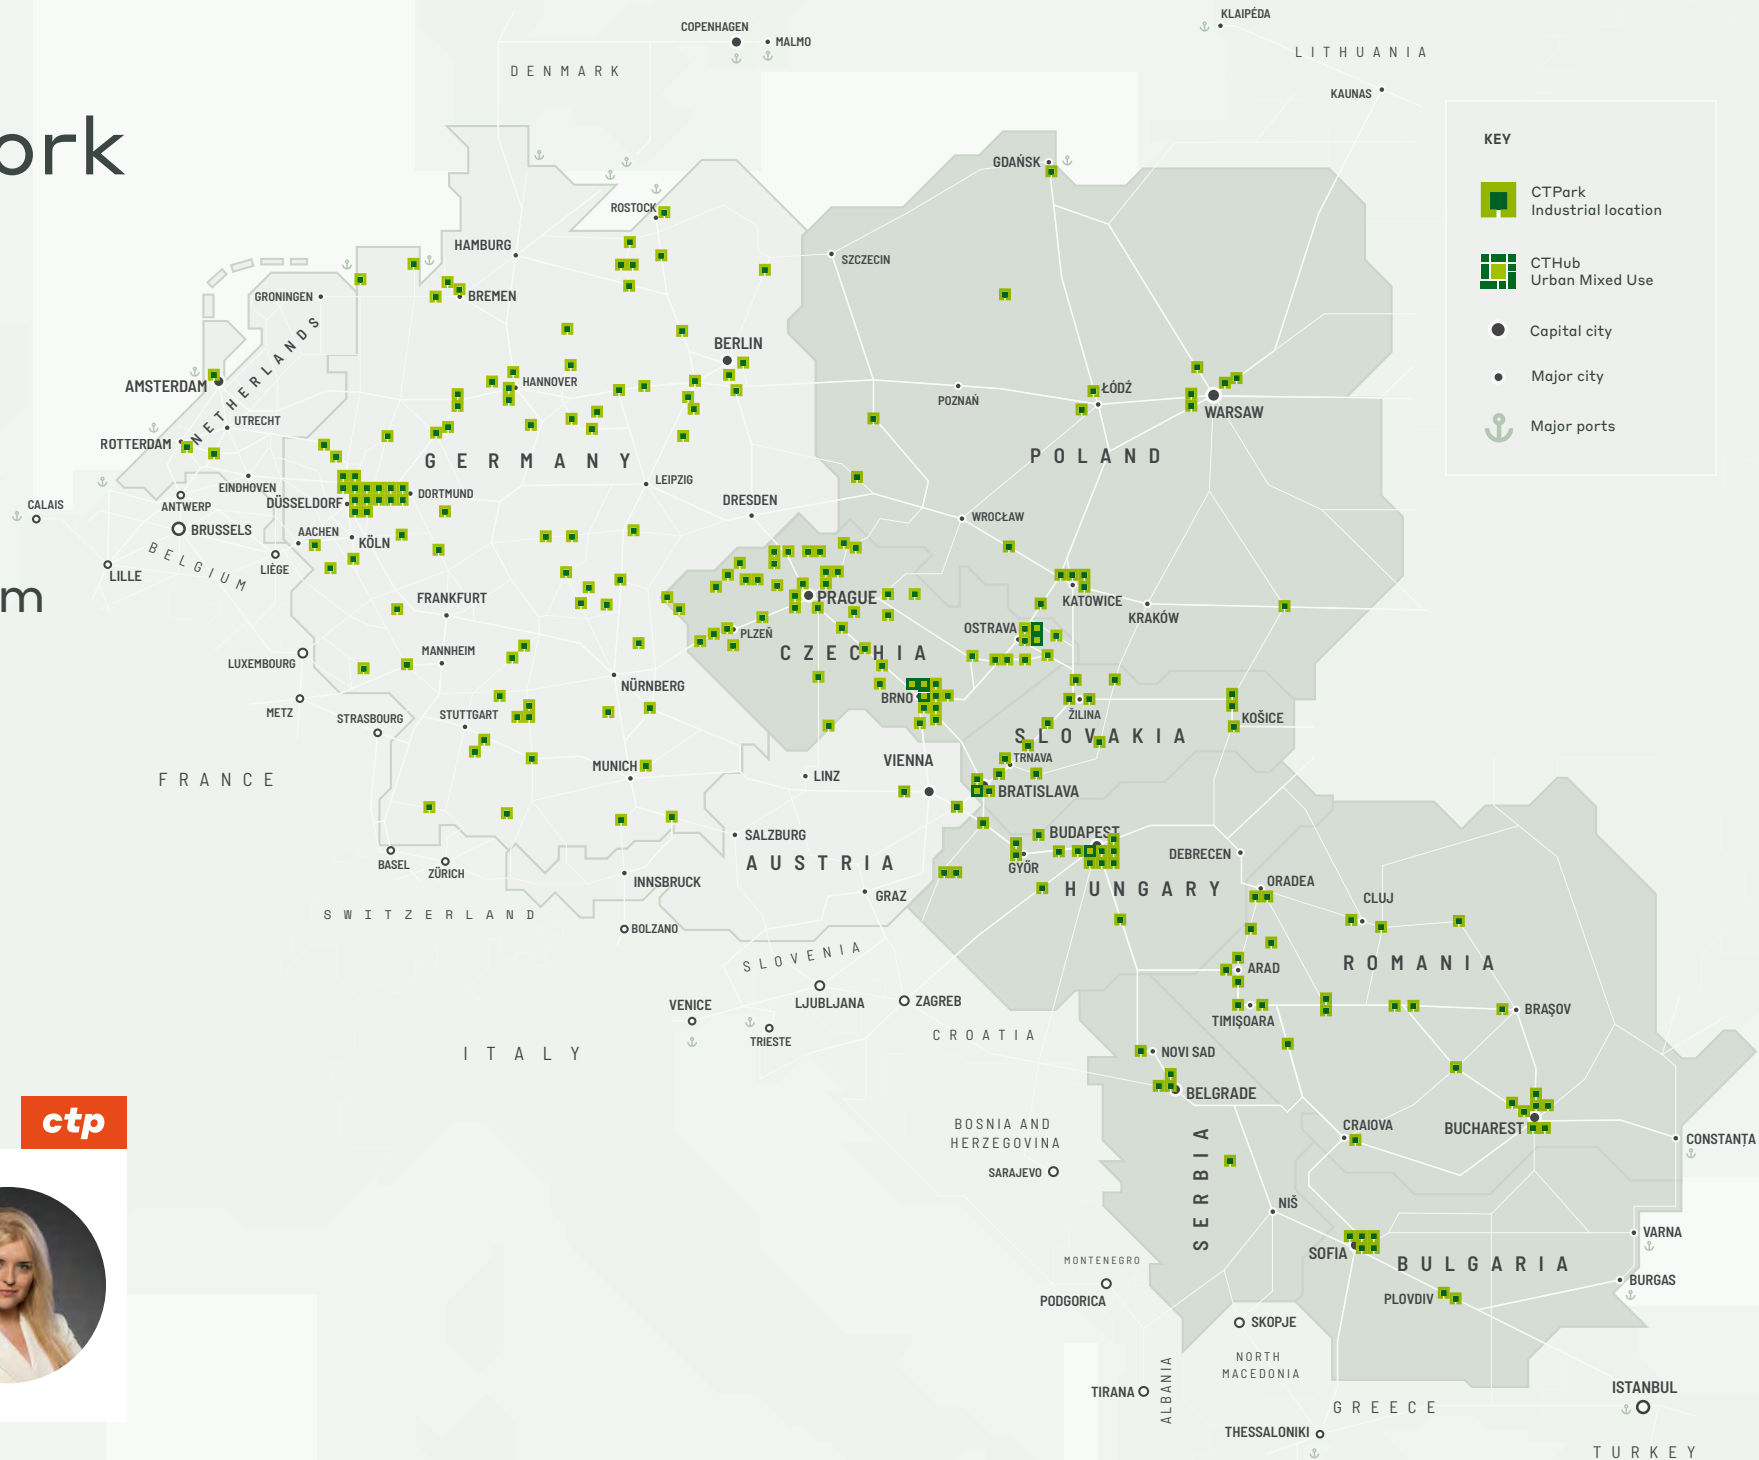 ork
m
ctp
KEY
CTPark
Industrial location
CTHub
Urban Mixed Use
Capital city
Major city
Major ports
COPENHAGEN
MALMO
DENMARK
KLAIPÉDA
LITHUANIA
KAUNAS
GDAŃSK
ROSTOCK
HAMBURG
SZCZECIN
GRONINGEN
BREMEN
BERLIN
NETHERLANDS
AMSTERDAM
HANNOVER
POZNAŃ
ŁÓDŹ
WARSAW
UTRECHT
ROTTERDAM
GERMANY
POLAND
EINDHOVEN
LEIPZIG
DORTMUND
DÜSSELDORF
DRESDEN
CALAIS
ANTWERP
BRUSSELS
WROCŁAW
AACHEN
KÖLN
BELGIUM
LIÈGE
LILLE
FRANKFURT
PRAGUE
KATOWICE
KRAKÓW
PLZEŇ
OSTRAVA
CZECHIA
LUXEMBOURG
MANNHEIM
NÜRNBERG
BRNO
METZ
STRASBOURG
STUTTGART
ŽILINA
KOŠICE
SLOVAKIA
TRNAVA
FRANCE
MUNICH
LINZ
VIENNA
BRATISLAVA
SALZBURG
BUDAPEST
BASEL
ZÜRICH
AUSTRIA
GYŐR
DEBRECEN
INNSBRUCK
GRAZ
HUNGARY
ORADEA
CLUJ
SWITZERLAND
BOLZANO
SLOVENIA
ROMANIA
ARAD
VENICE
LJUBLJANA
ZAGREB
TIMIŞOARA
BRAŞOV
TRIESTE
CROATIA
ITALY
NOVI SAD
BELGRADE
BOSNIA AND
HERZEGOVINA
CRAIOVA
BUCHAREST
CONSTANȚA
SARAJEVO
SERBIA
NIŠ
VARNA
MONTENEGRO
SOFIA
BULGARIA
PODGORICA
PLOVDIV
BURGAS
SKOPJE
NORTH
MACEDONIA
TIRANA
ALBANIA
ISTANBUL
GREECE
THESSALONIKI
TURKEY